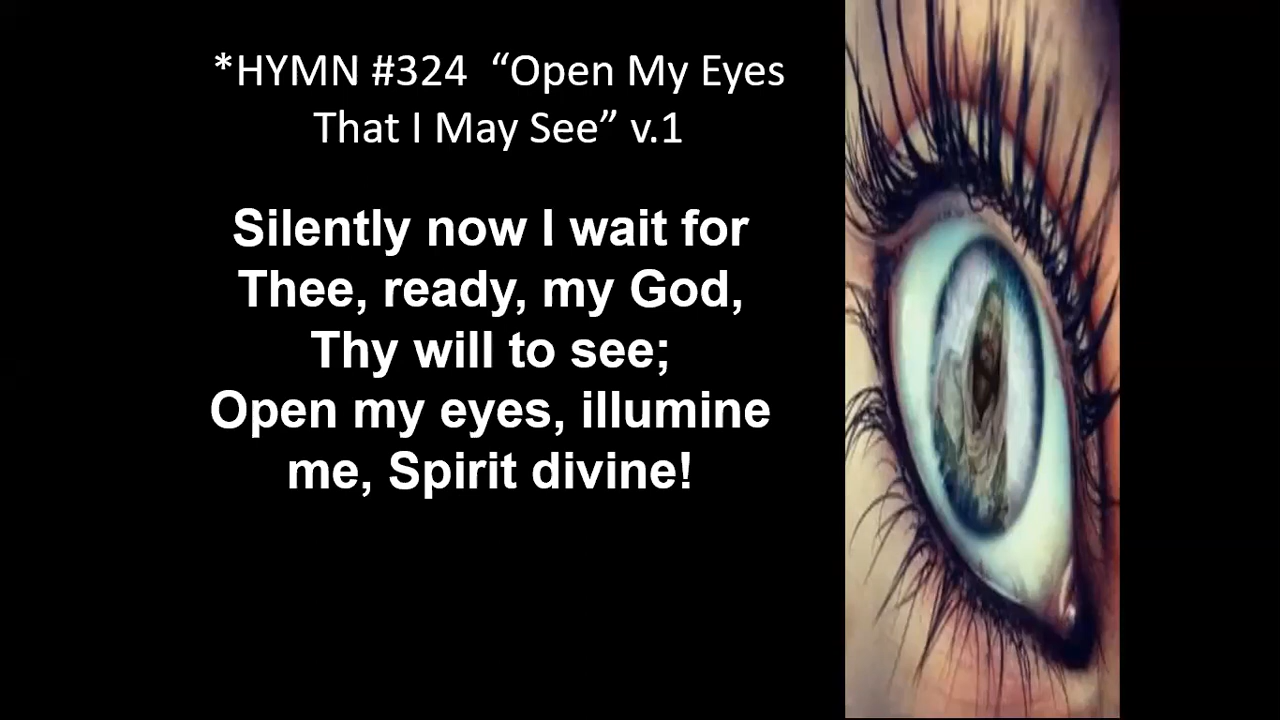 *HYMN #324 “Open My Eyes
That I May See” v.1
Silently now I wait for
Thee, ready, my God,
Thy will to see;
Open my eyes, illumine
me, Spirit divine!